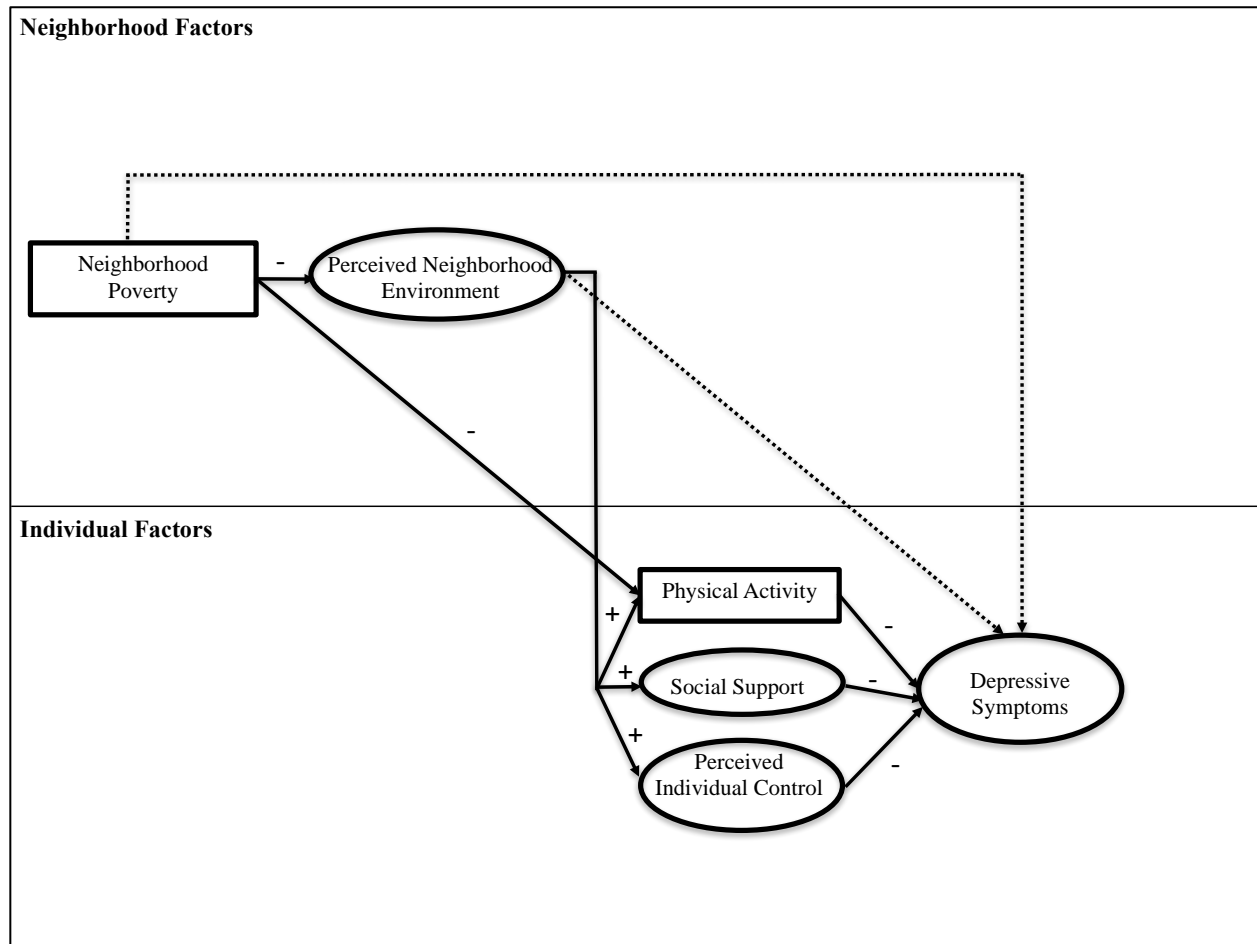 Neighborhood Factors
Neighborhood
Poverty
-
Perceived Neighborhood
Environment
-
Individual Factors
Physical Activity
+
-
Social Support
+
-
Depressive
Symptoms
+
Perceived
Individual Control
-